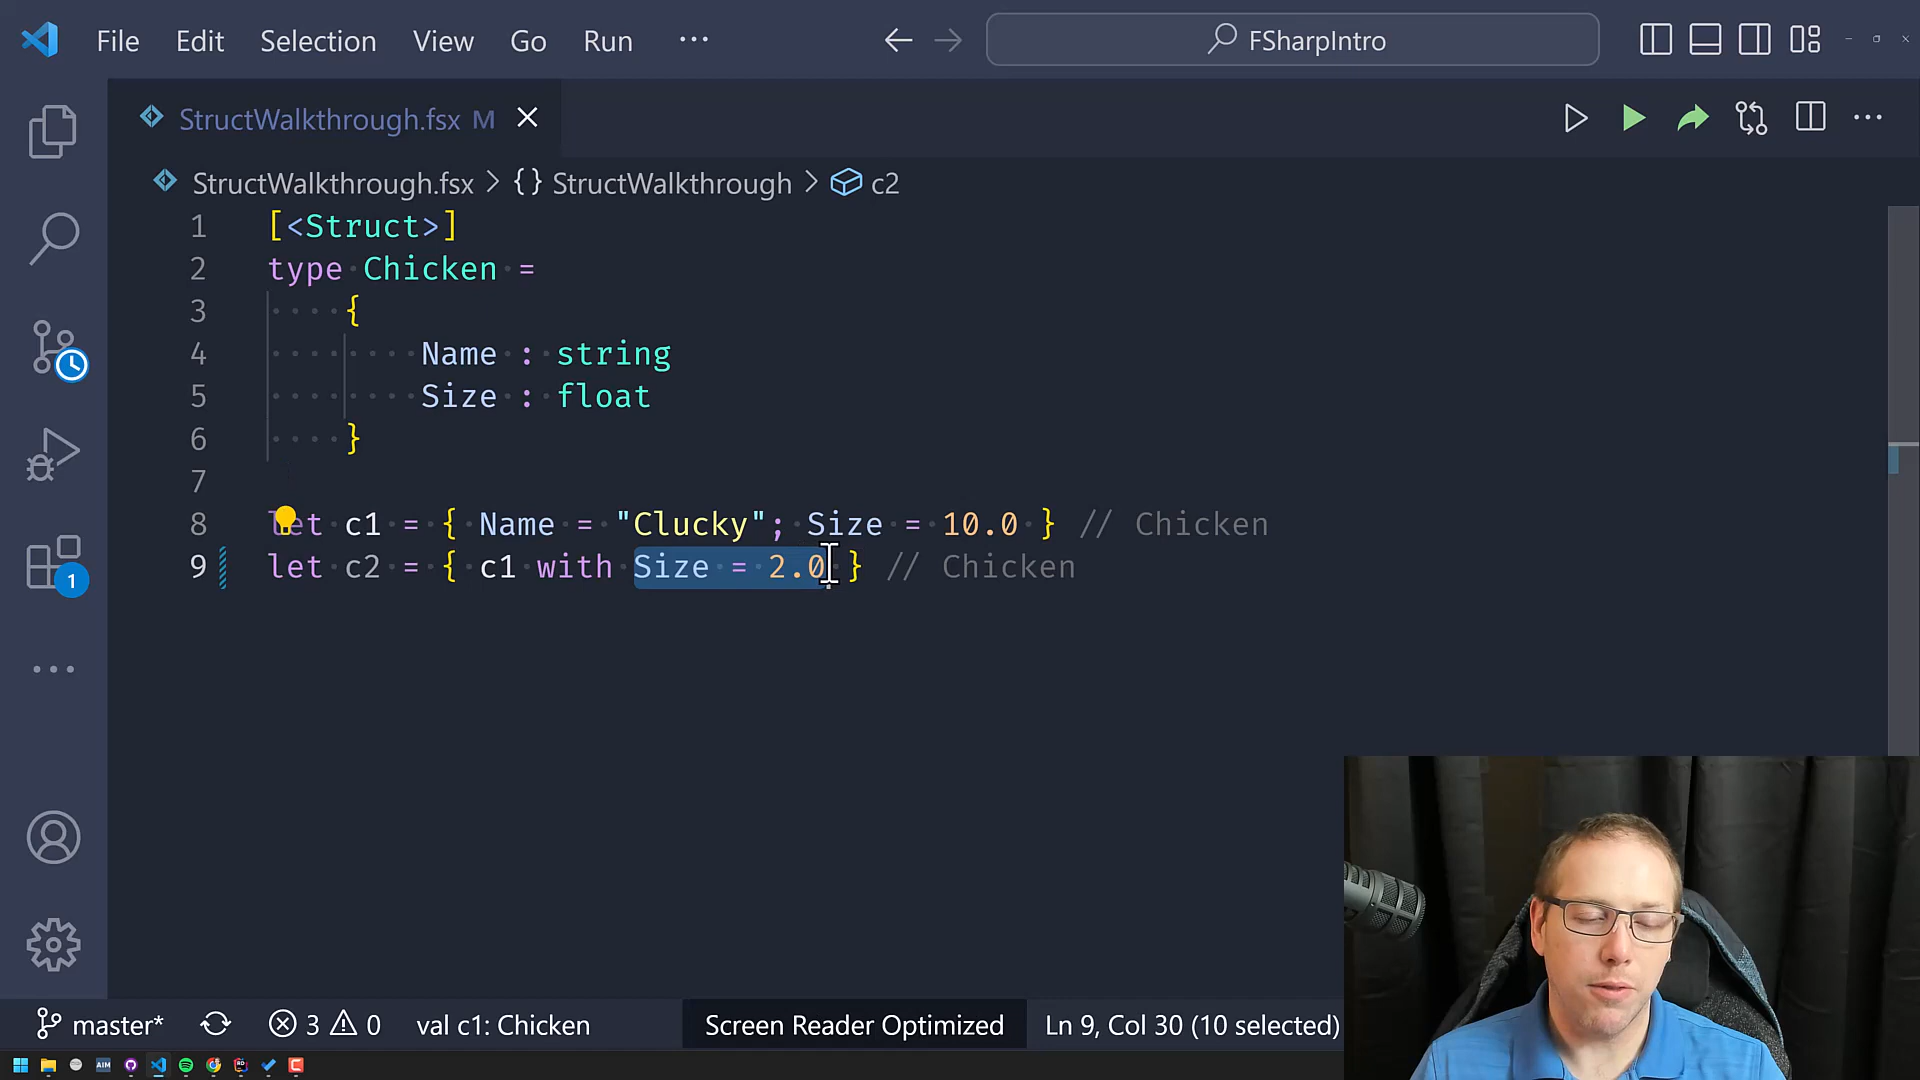 File Edit Selection View Go Run ··· FSharpIntro
StructWalkthrough.fsx M
StructWalkthrough.fsx > {} StructWalkthrough > c2
1 [<Struct>]
2 type Chicken =
3 {
4 Name : string
5 Size : float
6 }
7
8 let c1 = { Name = "Clucky"; Size = 10.0 } // Chicken
9 let c2 = { c1 with Size = 2.0 } // Chicken
1
master* 3 0 val c1: Chicken Screen Reader Optimized Ln 9, Col 30 (10 selected)
AIM